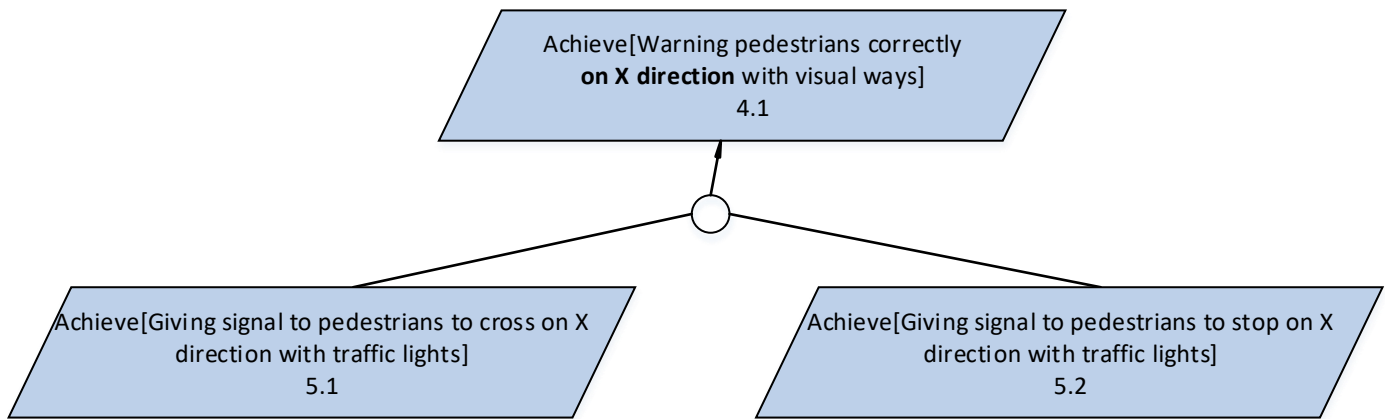 Achieve[Warning pedestrians correctly
on X direction with visual ways]
4.1
Achieve[Giving signal to pedestrians to cross on X
direction with traffic lights]
5.1
Achieve[Giving signal to pedestrians to stop on X
direction with traffic lights]
5.2